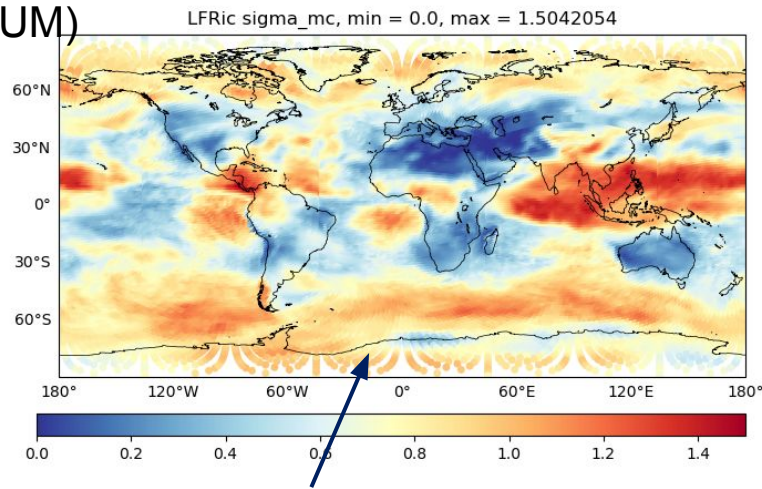 UM)
LFRic sigma_mc, min = 0.0, max = 1.5042054
60°N
30°N
0°
30°S
60°S
180° 120°W 60°W 0° 60°E 120°E 180°
0.0 0.2 0.4 0.6 0.8 1.0 1.2 1.4